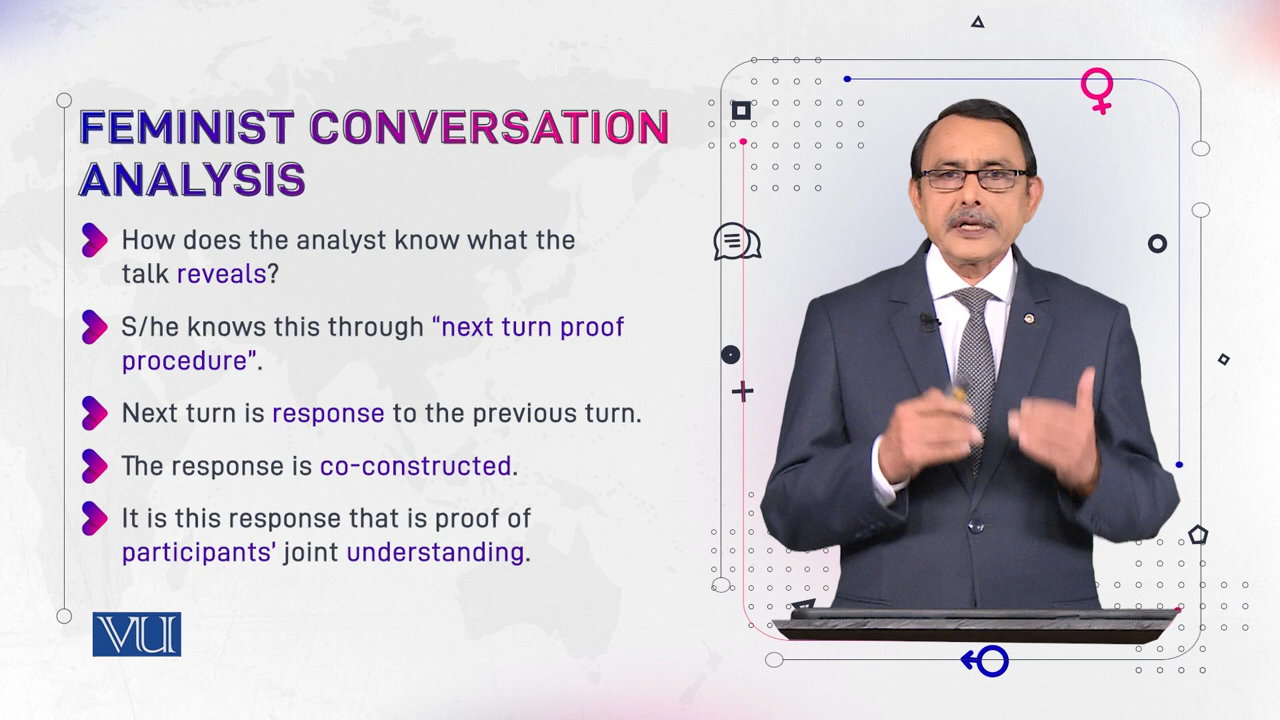 FEMINIST CONVERSATION
ANALYSIS
How does the analyst know what the
talk reveals?
S/he knows this through “next turn proof
procedure”.
Next turn is response to the previous turn.
The response is co-constructed.
It is this response that is proof of
participants’ joint understanding.
VU